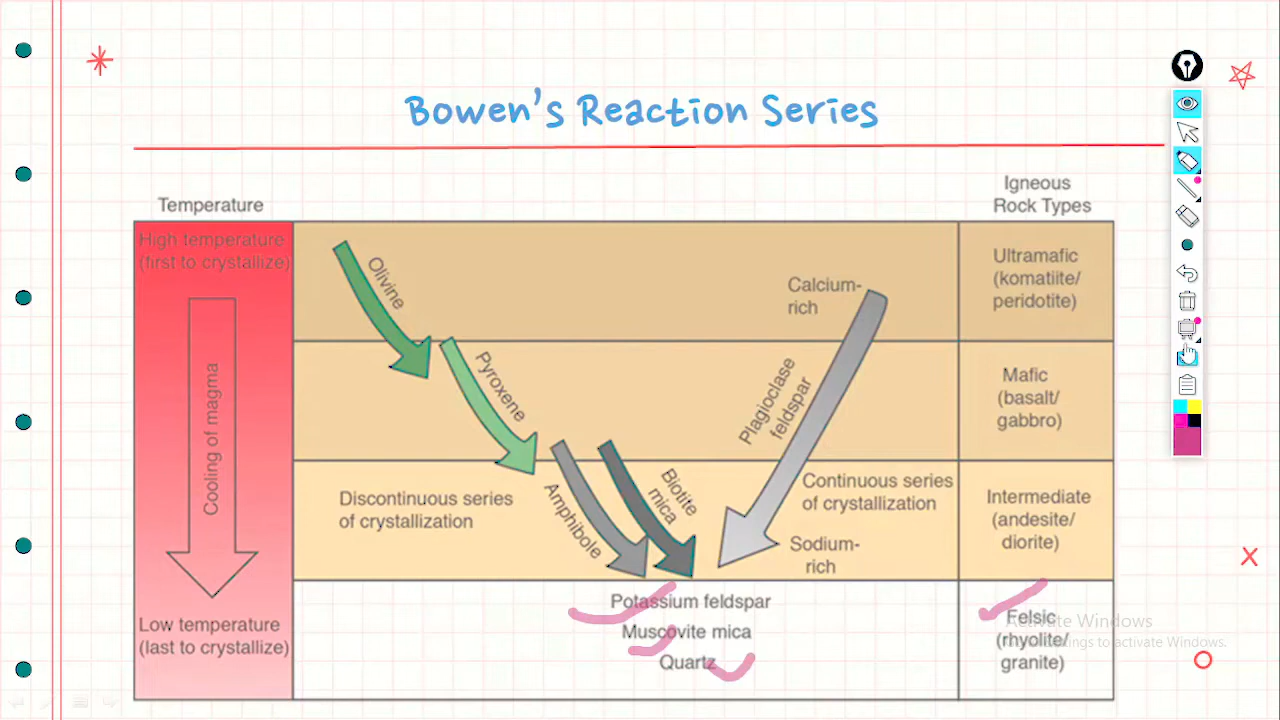 Bowen's Reaction Series
Temperature
Igneous
Rock Types
High temperature
(first to crystallize)
Cooling of magma
Low temperature
(last to crystallize)
Olivine
Pyroxene
Amphibole
Biotite
mica
Discontinuous series
of crystallization
Calcium-
rich
Plagioclase
feldspar
Continuous series
of crystallization
Sodium-
rich
Potassium feldspar
Muscovite mica
Quartz
Ultramafic
(komatiite/
peridotite)
Mafic
(basalt/
gabbro)
Intermediate
(andesite/
diorite)
Felsic
(rhyolite/
granite)
Activate Windows
to activate Windows.